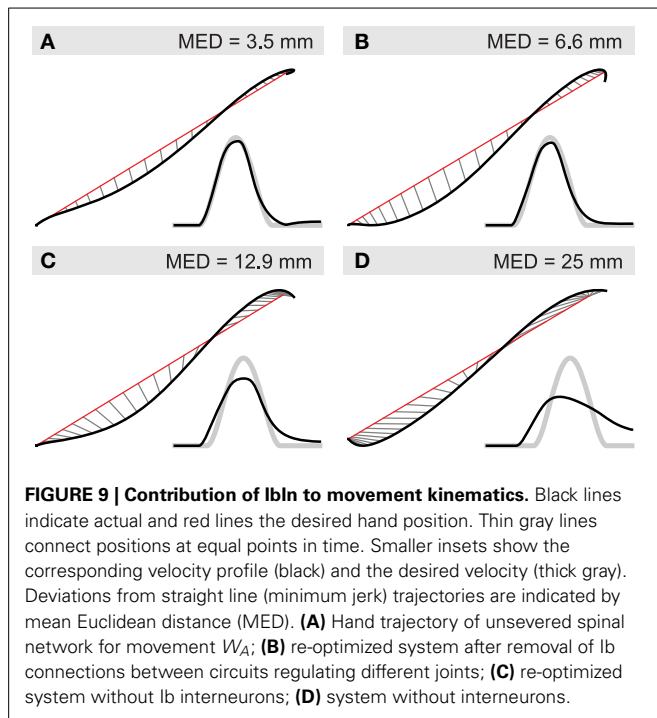 A MED = 3.5 mm
B MED = 6.6 mm
C MED = 12.9 mm
D MED = 25 mm
FIGURE 9 | Contribution of IbIn to movement kinematics. Black lines
indicate actual and red lines the desired hand position. Thin gray lines
connect positions at equal points in time. Smaller insets show the
corresponding velocity profile (black) and the desired velocity (thick gray).
Deviations from straight line (minimum jerk) trajectories are indicated by
mean Euclidean distance (MED). (A) Hand trajectory of unsevered spinal
network for movement W_A; (B) re-optimized system after removal of Ib
connections between circuits regulating different joints; (C) re-optimized
system without Ib interneurons; (D) system without interneurons.